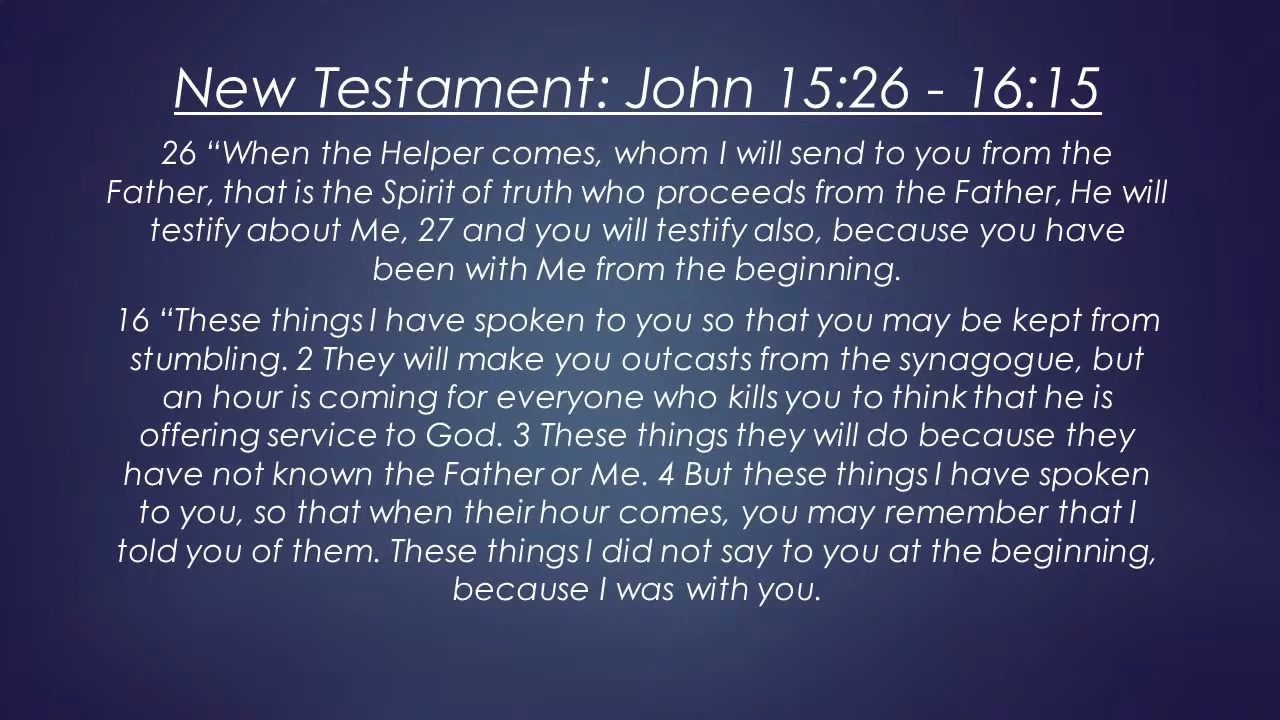 New Testament: John 15:26 - 16:15
26 “When the Helper comes, whom I will send to you from the
Father, that is the Spirit of truth who proceeds from the Father, He will
testify about Me, 27 and you will testify also, because you have
been with Me from the beginning.
16 “These things I have spoken to you so that you may be kept from
stumbling. 2 They will make you outcasts from the synagogue, but
an hour is coming for everyone who kills you to think that he is
offering service to God. 3 These things they will do because they
have not known the Father or Me. 4 But these things I have spoken
to you, so that when their hour comes, you may remember that I
told you of them. These things I did not say to you at the beginning,
because I was with you.